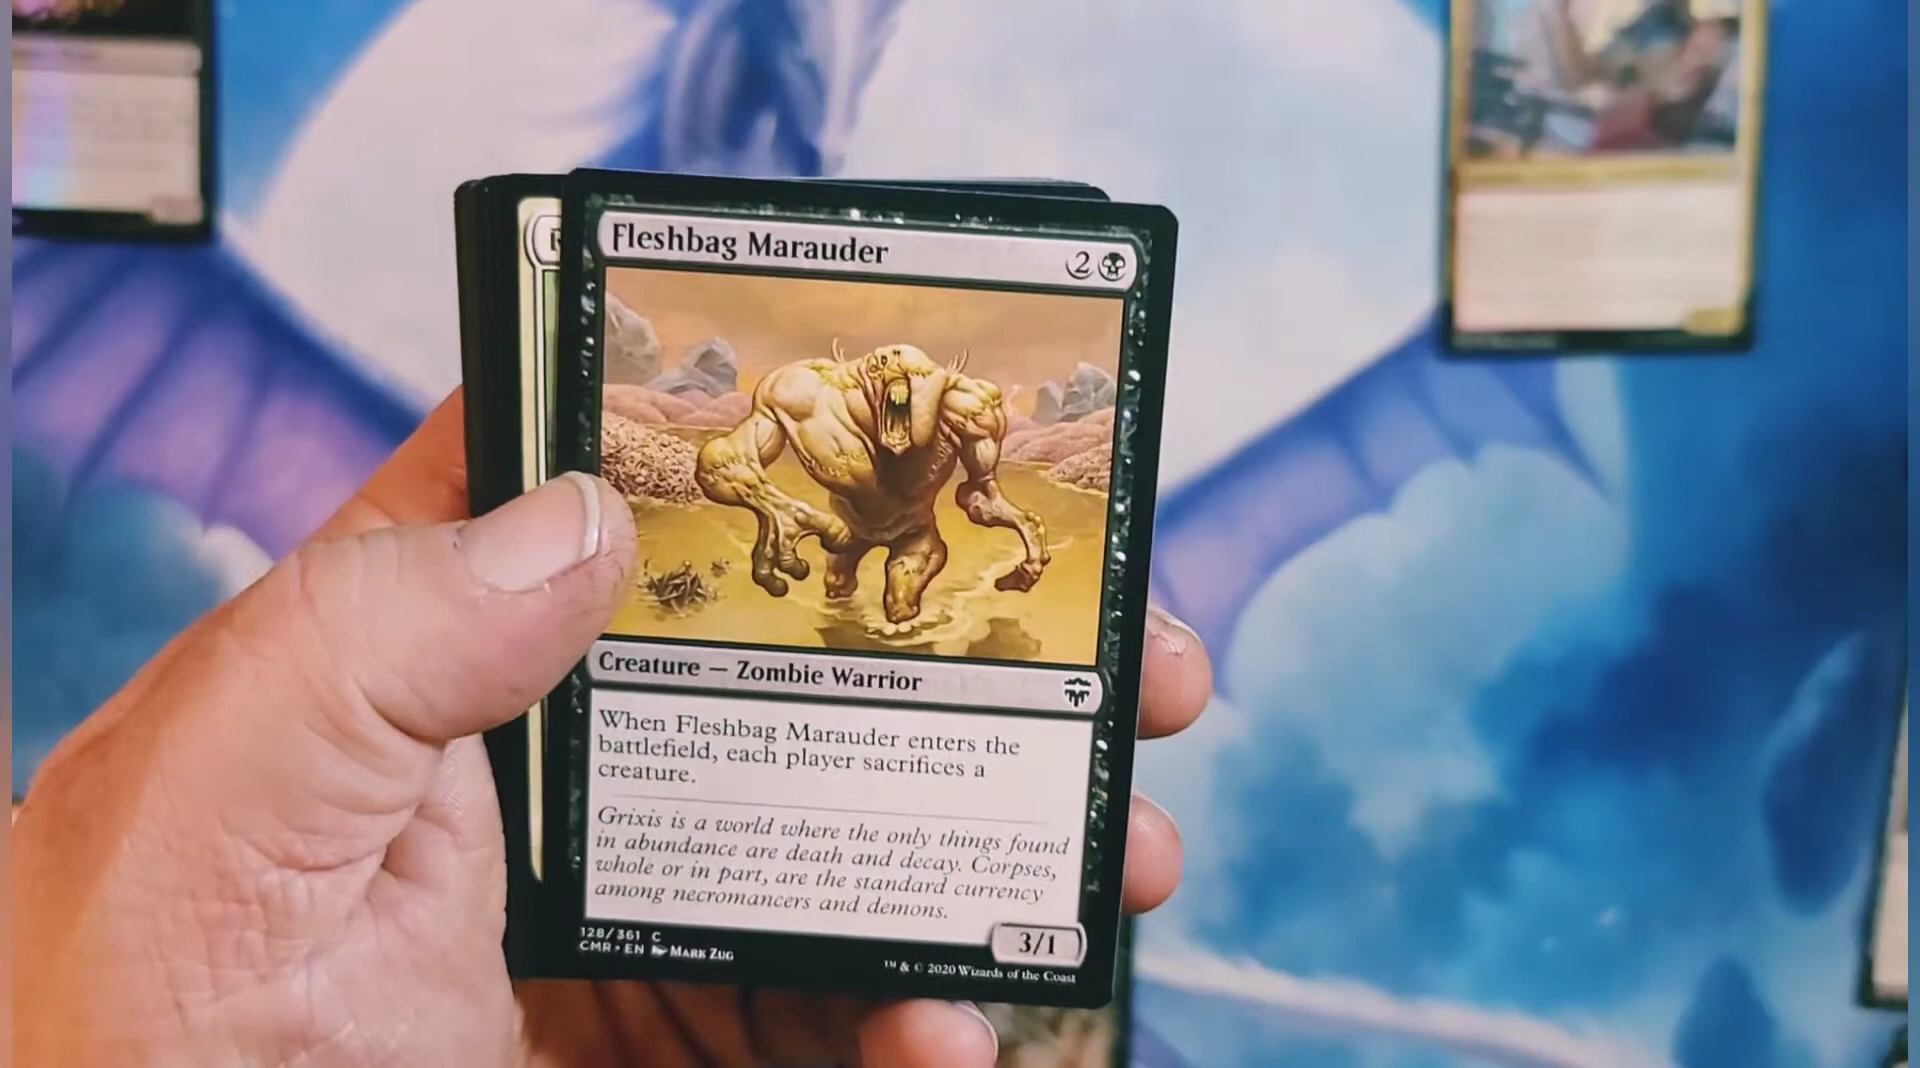 Fleshbag Marauder 2
Creature — Zombie Warrior
When Fleshbag Marauder enters the
battlefield, each player sacrifices a
creature.
Grixis is a world where the only things found
in abundance are death and decay. Corpses,
whole or in part, are the standard currency
among necromancers and demons.
3/1
128/361 C
CMR • EN Mark Zug
™ & © 2020 Wizards of the Coast